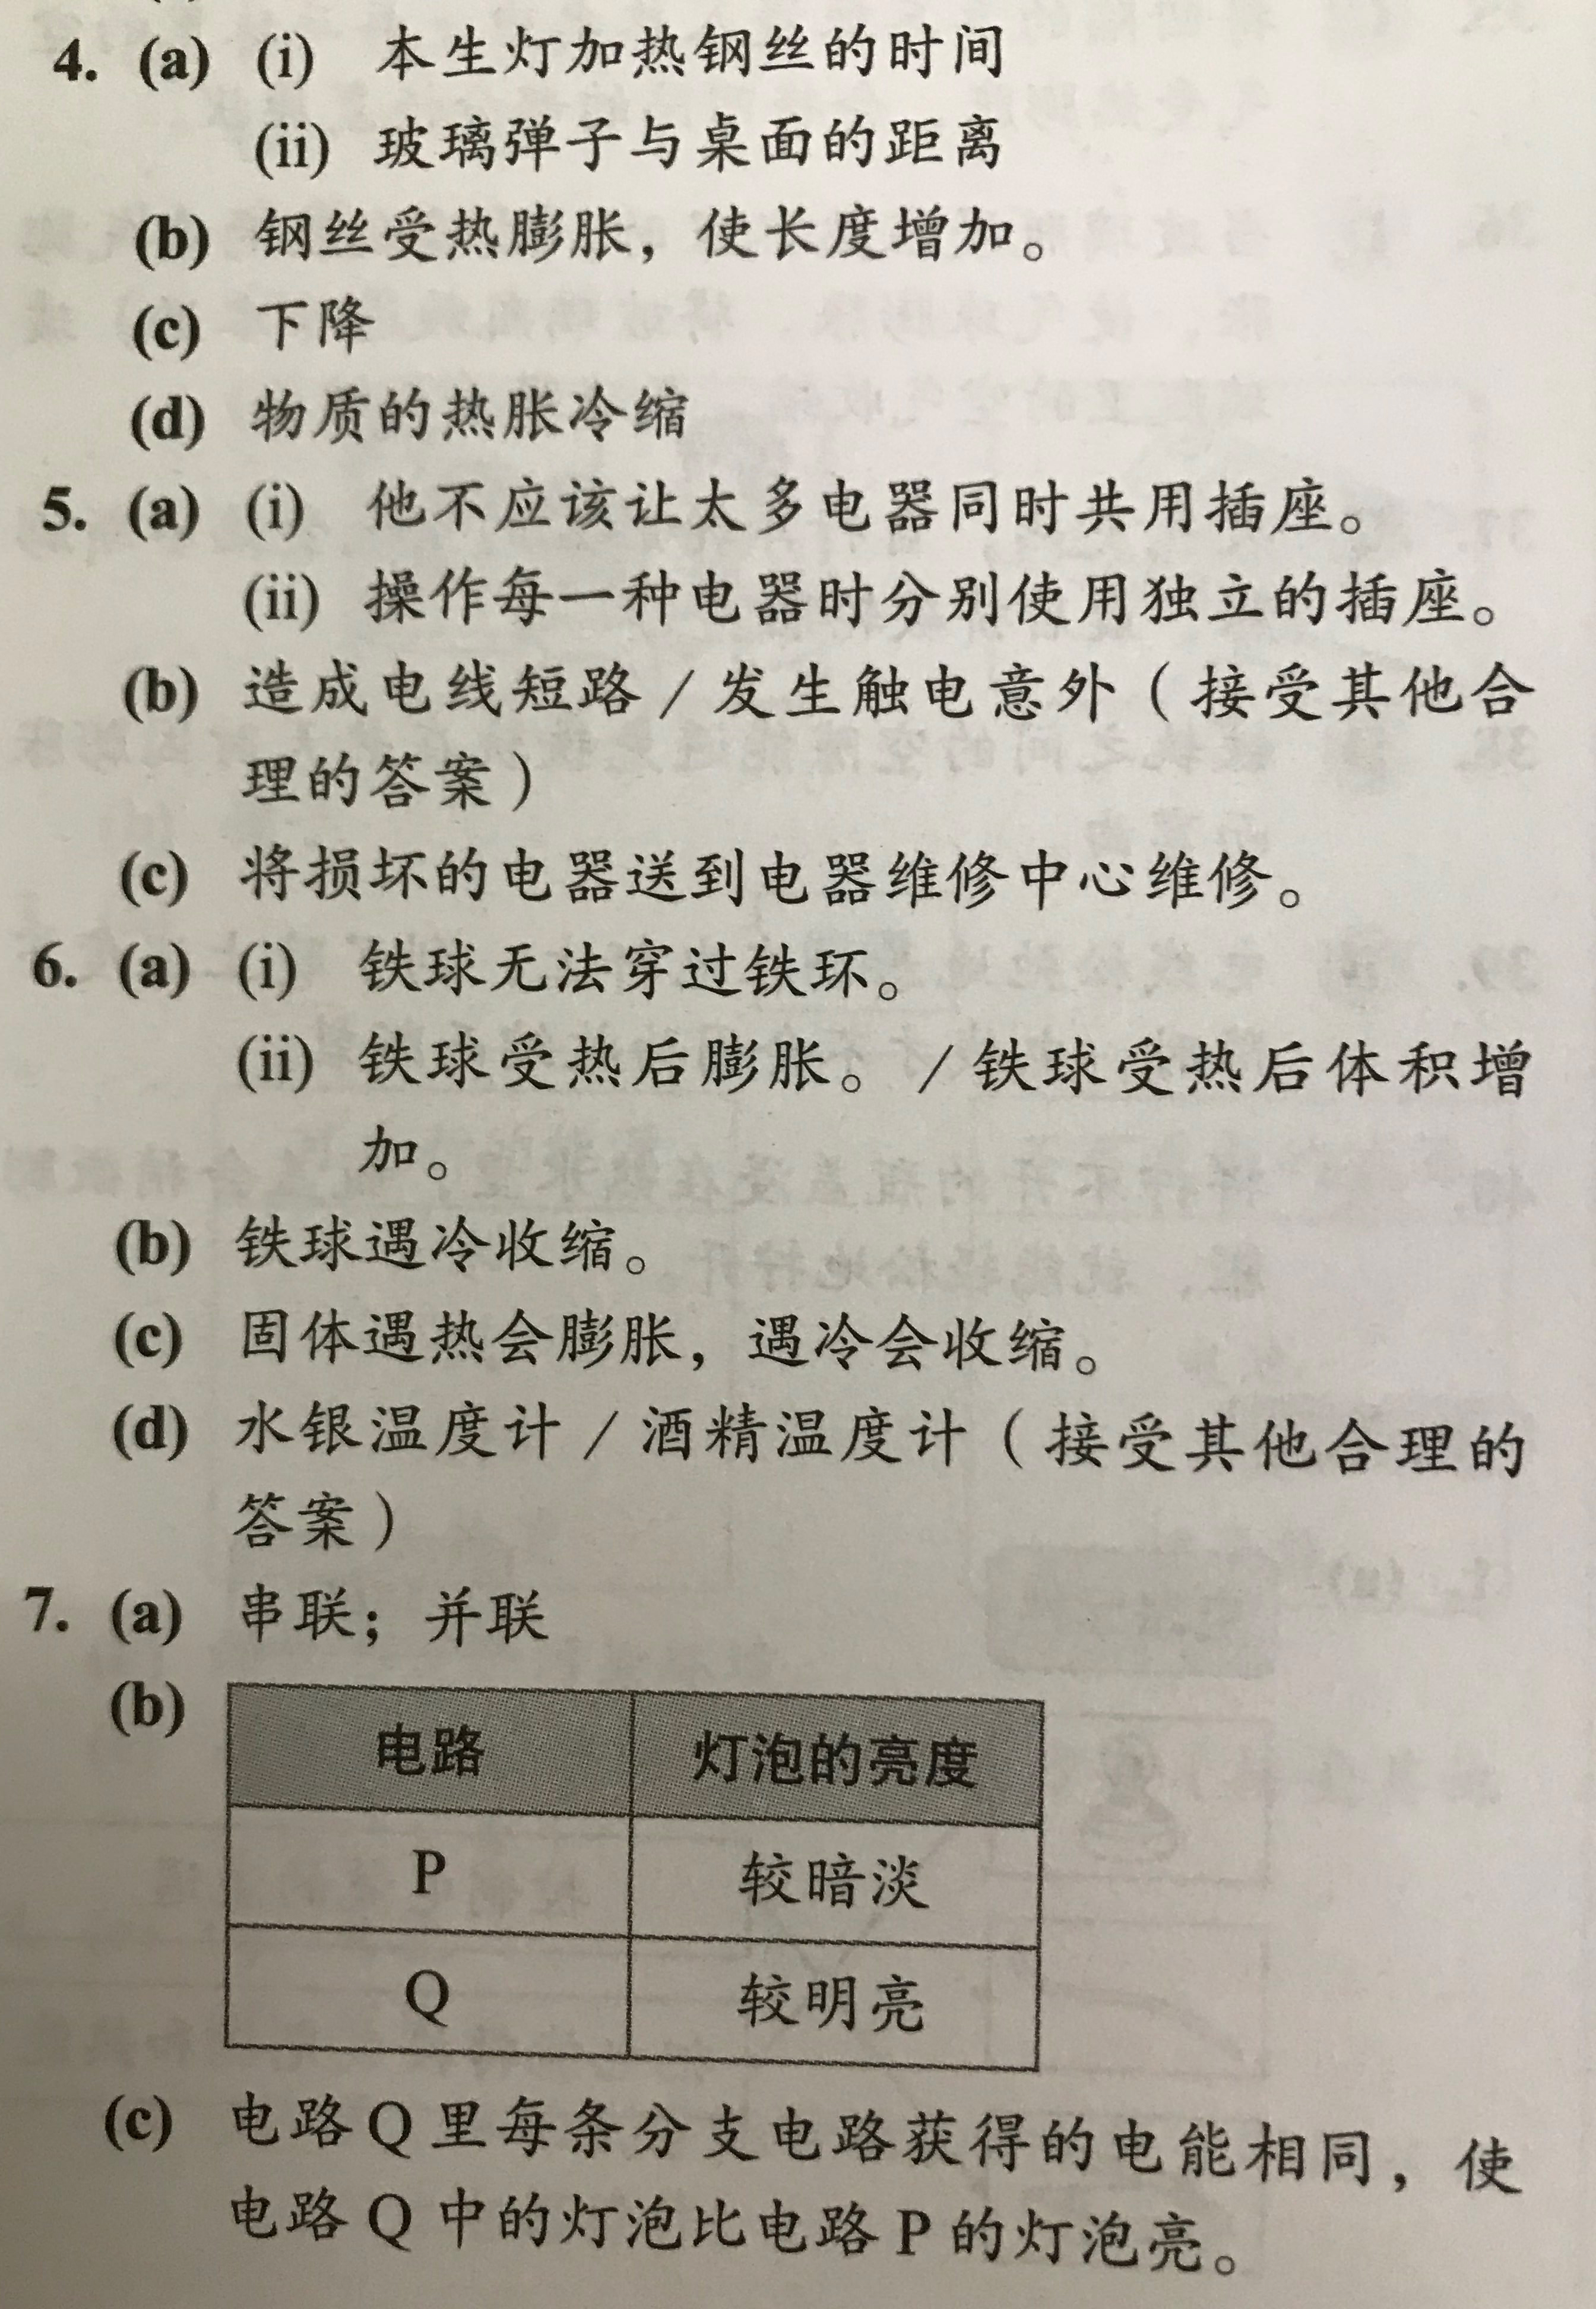 4. (a) (i) 本生灯加热钢丝的时间
(ii) 玻璃弹子与桌面的距离
(b) 钢丝受热膨胀，使长度增加。
(c) 下降
(d) 物质的热胀冷缩
5. (a) (i) 他不应该让太多电器同时共用插座。
(ii) 操作每一种电器时分别使用独立的插座。
(b) 造成电线短路 / 发生触电意外（接受其他合
理的答案）
(c) 将损坏的电器送到电器维修中心维修。
6. (a) (i) 铁球无法穿过铁环。
(ii) 铁球受热后膨胀。 / 铁球受热后体积增
加。
(b) 铁球遇冷收缩。
(c) 固体遇热会膨胀，遇冷会收缩。
(d) 水银温度计 / 酒精温度计（接受其他合理的
答案）
7. (a) 串联；并联
(b) 电路 灯泡的亮度
P 较暗淡
Q 较明亮
(c) 电路 Q 里每条分支电路获得的电能相同，使
电路 Q 中的灯泡比电路 P 的灯泡亮。